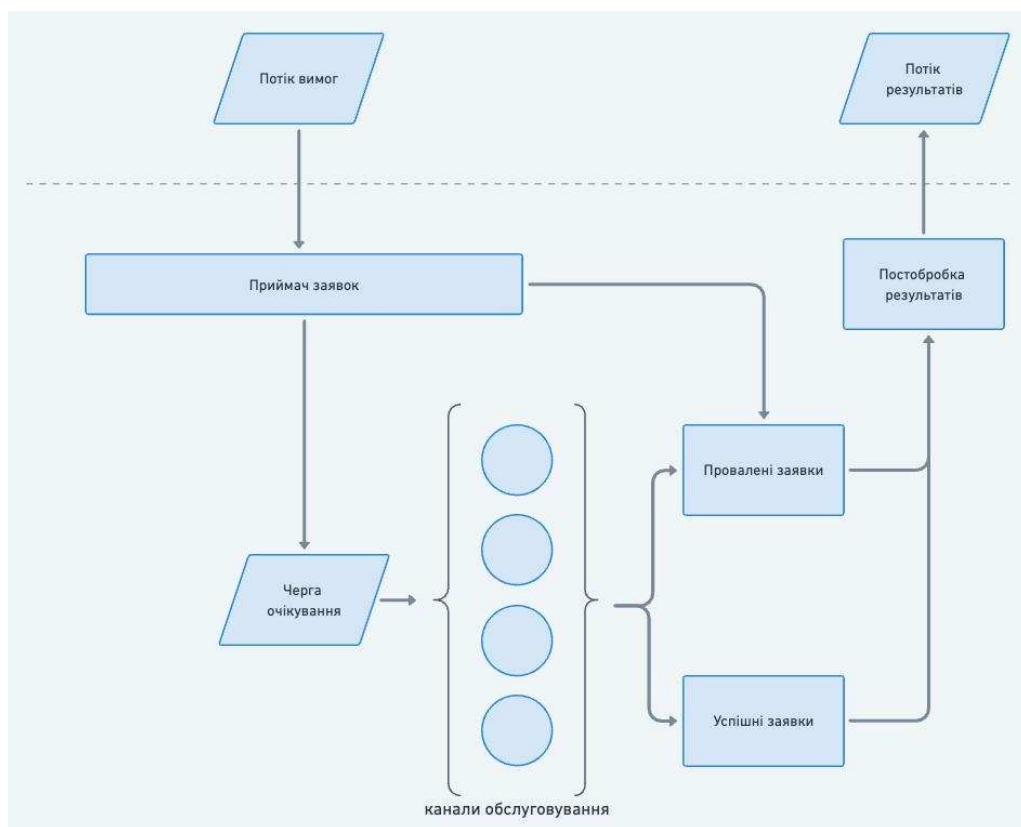 Потік вимог
Потік
результатів
Приймач заявок
Постобробка
результатів
Провалені заявки
Черга
очікування
Успішні заявки
канали обслуговування